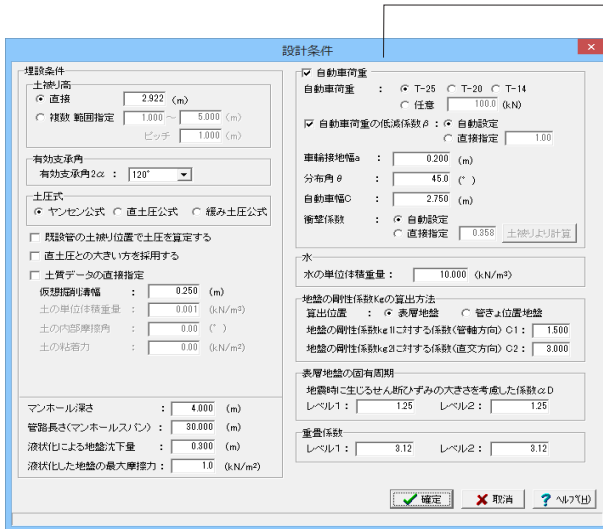 設計条件
埋設条件
土被り高
直接 2.922 (m)
複数 範囲指定 1.000 ～ 5.000 (m)
ピッチ 1.000 (m)
有効支承角
有効支承角2α : 120°
土圧式
ヤンセン公式 直土圧公式 緩み土圧公式
既設管の土被り位置で土圧を算定する
直土圧との大きい方を採用する
土質データの直接指定
仮想掘削溝幅 : 0.250 (m)
土の単位体積重量 : 0.001 (kN/m³)
土の内部摩擦角 : 0.00 (°)
土の粘着力 : 0.00 (kN/m²)
マンホール深さ : 4.000 (m)
管路長さ(マンホールスパン) : 30.000 (m)
液状化による地盤沈下量 : 0.300 (m)
液状化した地盤の最大摩擦力 : 1.0 (kN/m²)
自動車荷重
自動車荷重 : T-25 T-20 T-14
任意 100.0 (kN)
自動車荷重の低減係数β : 自動設定
直接指定 1.00
車輪接地幅a : 0.200 (m)
分布角θ : 45.0 (°)
自動車幅C : 2.750 (m)
衝撃係数 : 自動設定
直接指定 0.358 土被りより計算
水
水の単位体積重量 : 10.000 (kN/m³)
地盤の剛性係数Kgの算出方法
算出位置 : 表層地盤 管きょ位置地盤
地盤の剛性係数kg1に対する係数(管軸方向) C1 : 1.500
地盤の剛性係数kg2に対する係数(直交方向) C2 : 3.000
表層地盤の固有周期
地震時に生じるせん断ひずみの大きさを考慮した係数αD
レベル1 : 1.25 レベル2 : 1.25
重畳係数
レベル1 : 3.12 レベル2 : 3.12
確定 取消 ? ヘルプ(H)